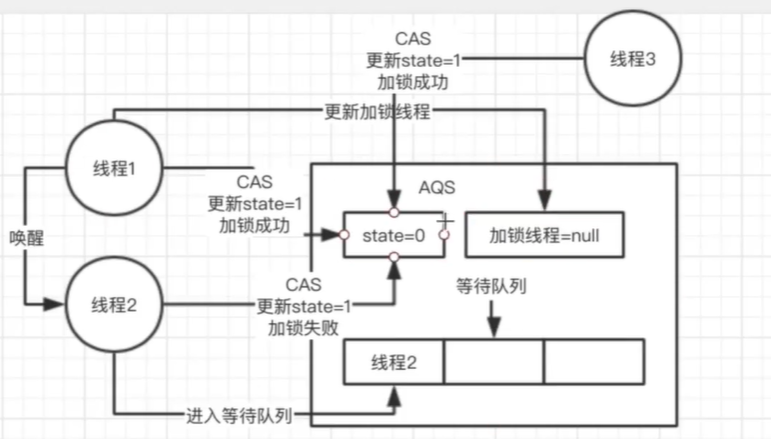 CAS
更新state=1
加锁成功
线程3
更新加锁线程
线程1
CAS
更新state=1
加锁成功
AQS
state=0
加锁线程=null
唤醒
线程2
CAS
更新state=1
加锁失败
等待队列
线程2
进入等待队列